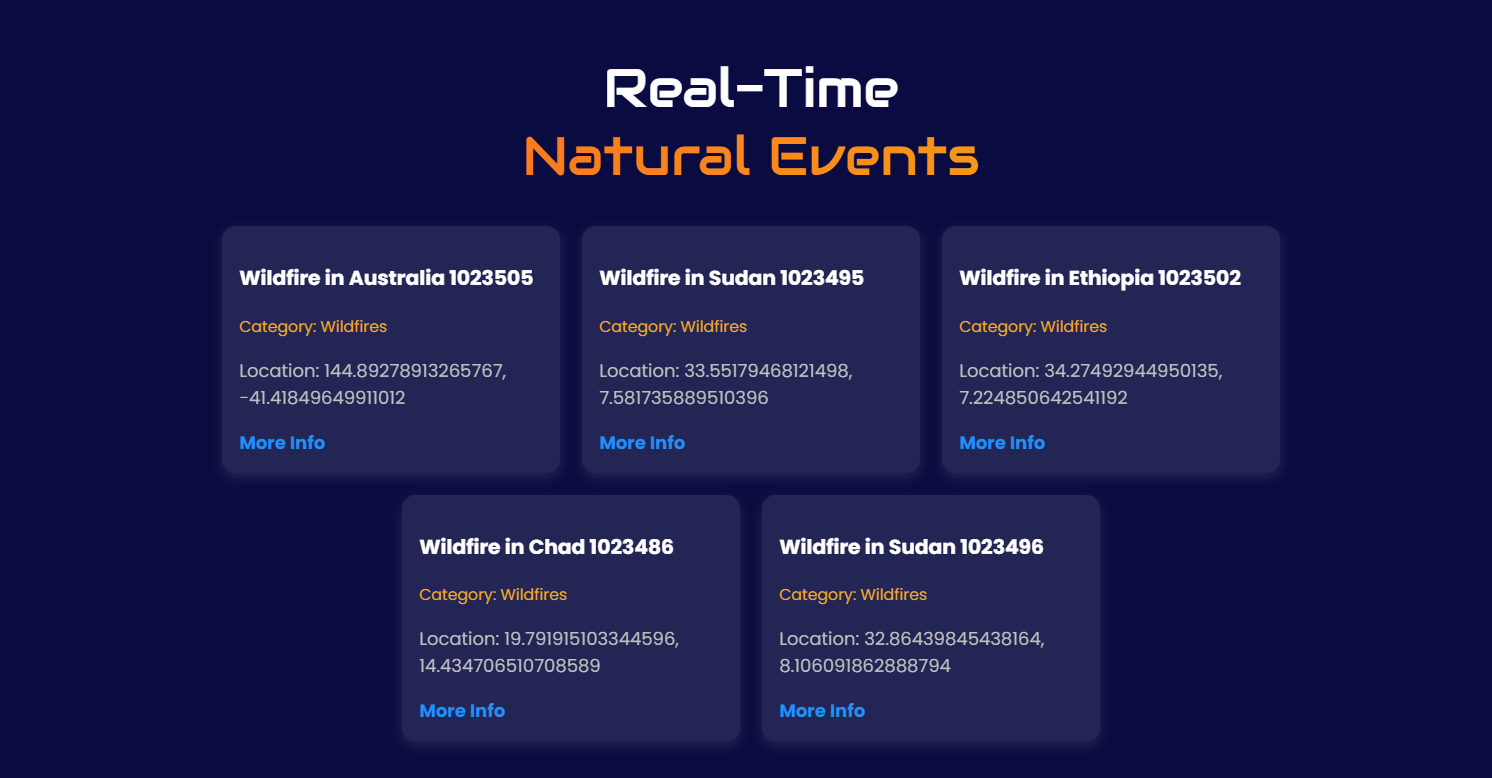 Real-Time
Natural Events
Wildfire in Australia 1023505
Category: Wildfires
Location: 144.89278913265767,
-41.41849649911012
More Info
Wildfire in Sudan 1023495
Category: Wildfires
Location: 33.55179468121498,
7.581735889510396
More Info
Wildfire in Ethiopia 1023502
Category: Wildfires
Location: 34.27492944950135,
7.224850642541192
More Info
Wildfire in Chad 1023486
Category: Wildfires
Location: 19.791915103344596,
14.434706510708589
More Info
Wildfire in Sudan 1023496
Category: Wildfires
Location: 32.86439845438164,
8.106091862888794
More Info